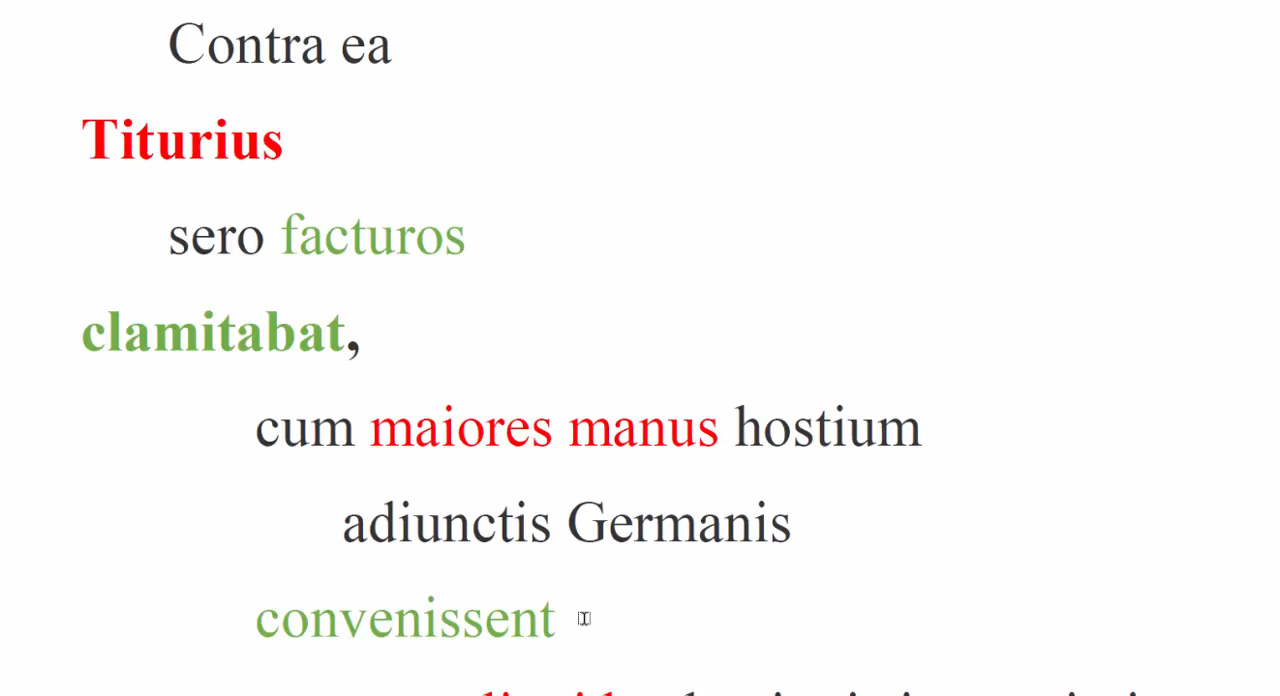 Contra ea
Titurius
sero facturos
clamitabat,
cum maiores manus hostium
adiunctis Germanis
convenissent